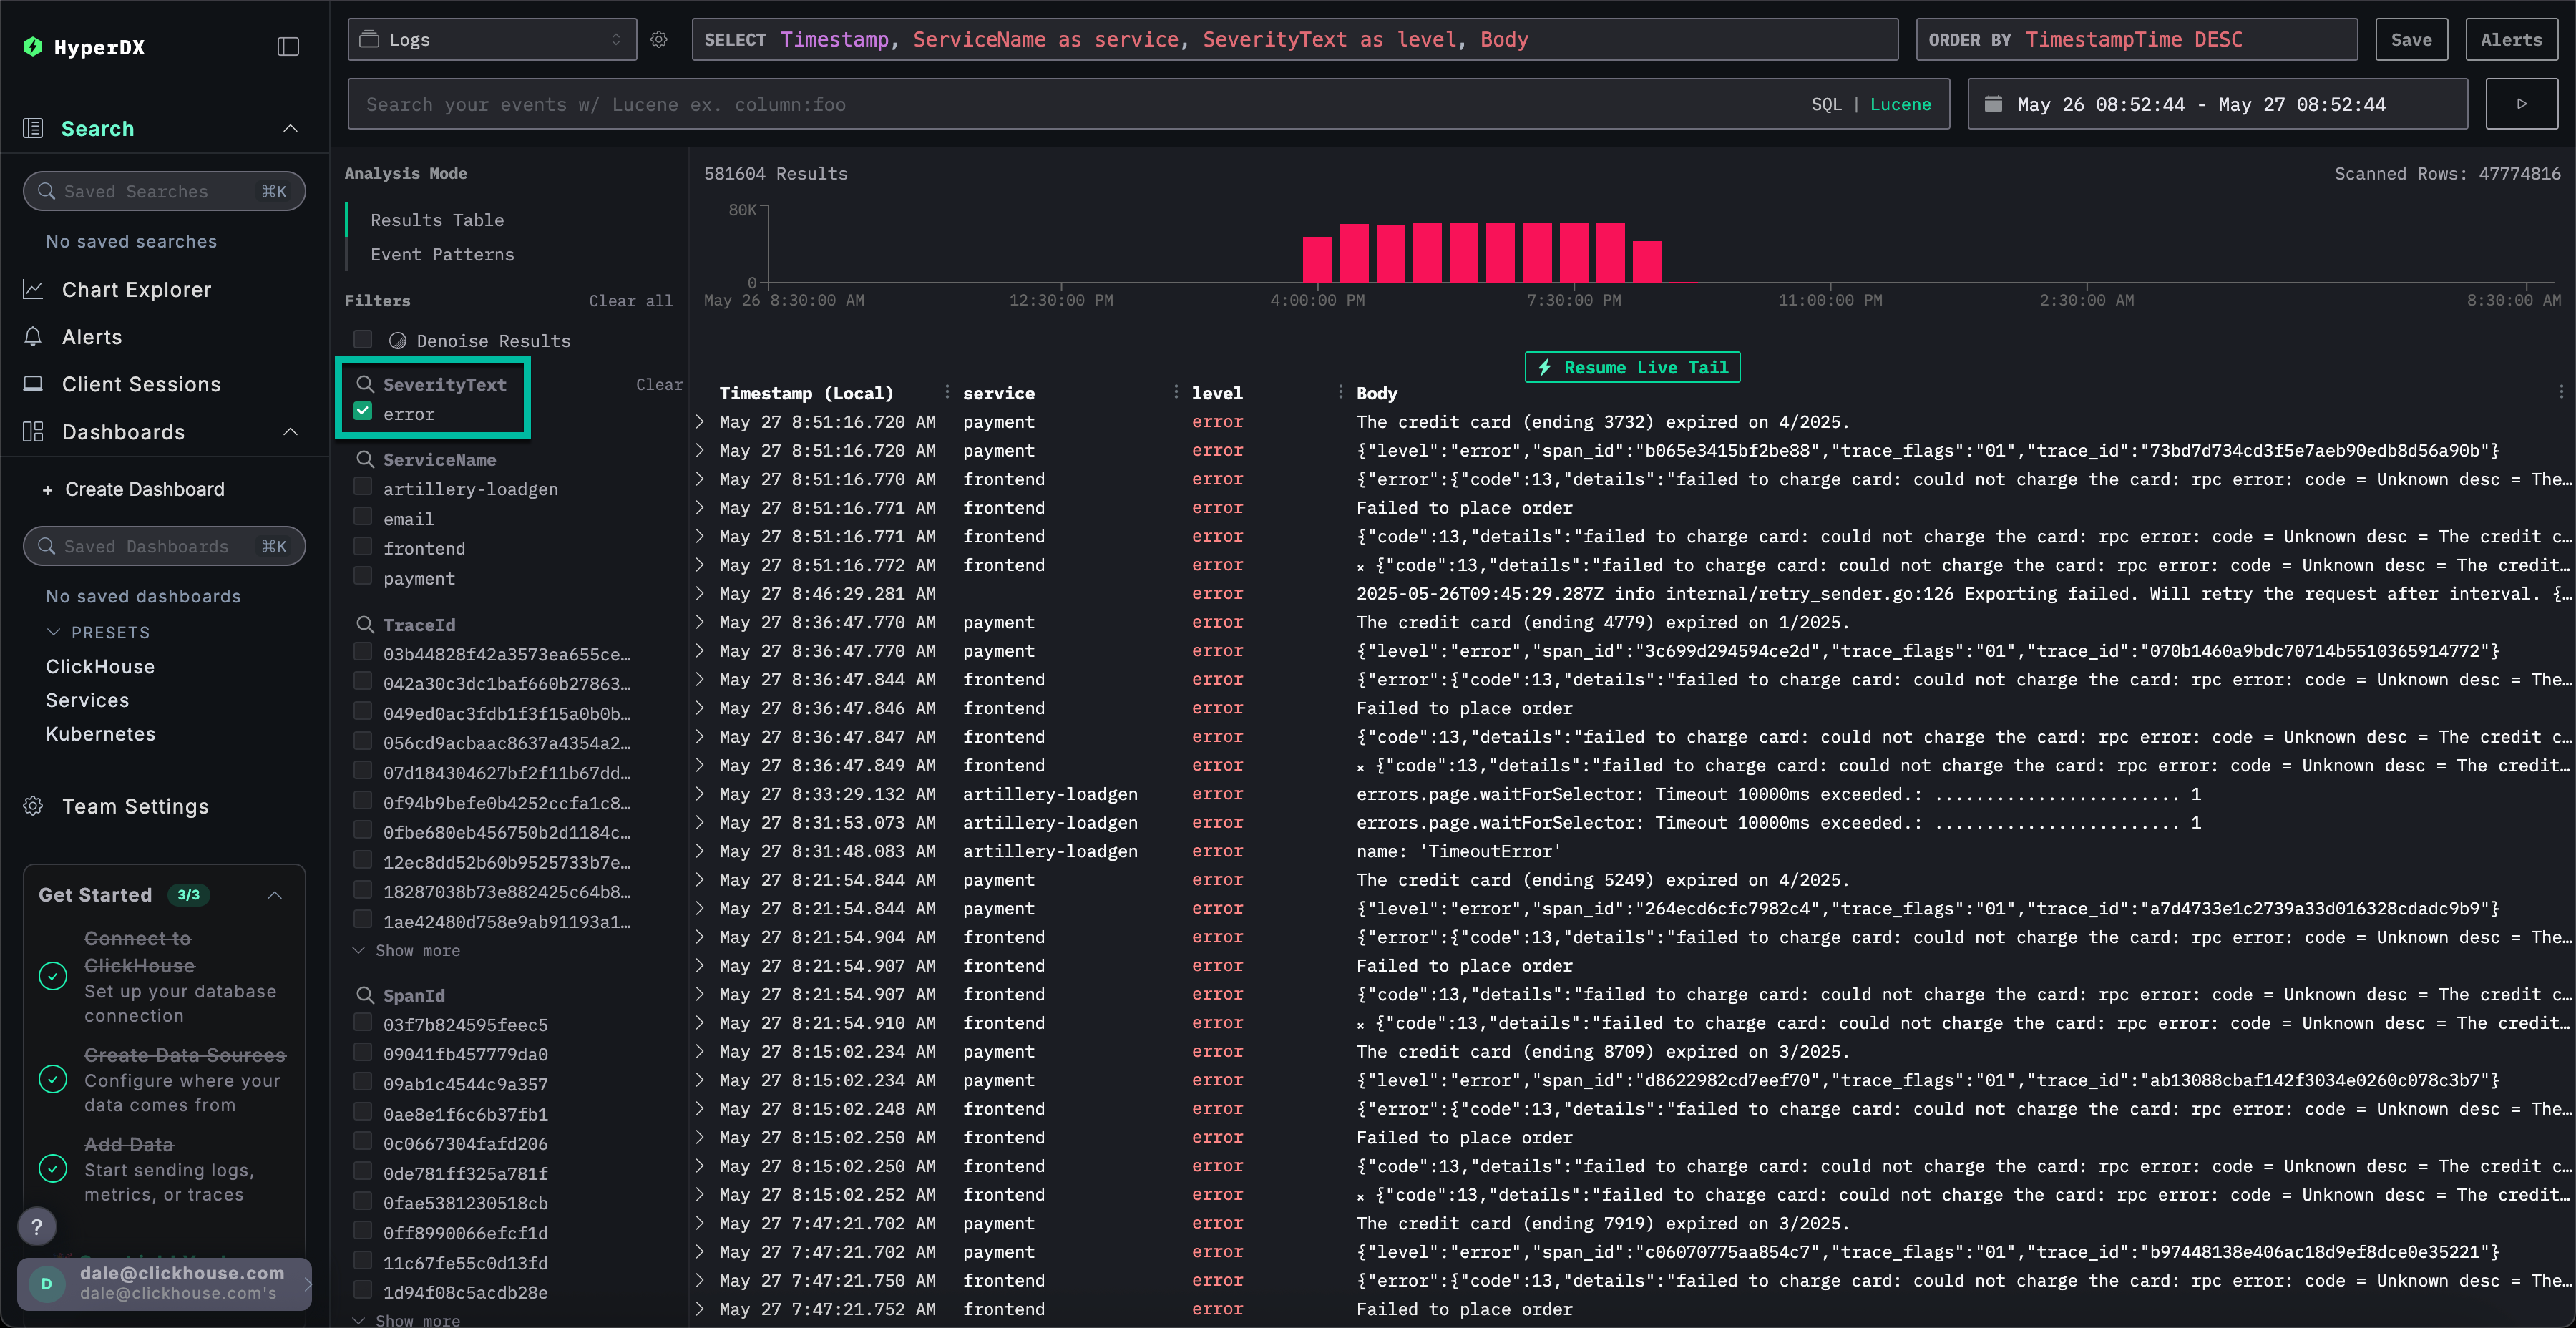 HyperDX
Search
Saved Searches ⌘K
No saved searches
Chart Explorer
Alerts
Client Sessions
Dashboards
+ Create Dashboard
Saved Dashboards ⌘K
No saved dashboards
PRESETS
ClickHouse
Services
Kubernetes
Team Settings
Get Started 3/3
Connect to
ClickHouse
Set up your database
connection
Create Data Sources
Configure where your
data comes from
Add Data
Start sending logs,
metrics, or traces
?
D
dale@clickhouse.com
dale@clickhouse.com's
Logs
SELECT Timestamp, ServiceName as service, SeverityText as level, Body
ORDER BY TimestampTime DESC
Save
Alerts
Search your events w/ Lucene ex. column:foo
SQL | Lucene
May 26 08:52:44 - May 27 08:52:44
Analysis Mode
Results Table
Event Patterns
Filters Clear all
Denoise Results
SeverityText Clear
error
ServiceName
artillery-loadgen
email
frontend
payment
TraceId
03b44828f42a3573ea655ce…
042a30c3dc1baf660b27863…
049ed0ac3fdb1f3f15a0b0b…
056cd9acbaac8637a4354a2…
07d184304627bf2f11b67dd…
0f94b9befe0b4252ccfa1c8…
0fbe680eb456750b2d1184c…
12ec8dd52b60b9525733b7e…
18287038b73e882425c64b8…
1ae42480d758e9ab91193a1…
Show more
SpanId
03f7b824595feec5
09041fb457779da0
09ab1c4544c9a357
0ae8e1f6c6b37fb1
0c0667304fafd206
0de781ff325a781f
0fae5381230518cb
0ff8990066efcf1d
11c67fe55c0d13fd
1d94f08c5acdb28e
Show more
581604 Results
Scanned Rows: 47774816
80K
0
May 26 8:30:00 AM 12:30:00 PM 4:00:00 PM 7:30:00 PM 11:00:00 PM 2:30:00 AM 8:30:00 AM
Resume Live Tail
Timestamp (Local) service level Body
May 27 8:51:16.720 AM payment error The credit card (ending 3732) expired on 4/2025.
May 27 8:51:16.720 AM payment error {"level":"error","span_id":"b065e3415bf2be88","trace_flags":"01","trace_id":"73bd7d734cd3f5e7aeb90edb8d56a90b"}
May 27 8:51:16.770 AM frontend error {"error":{"code":13,"details":"failed to charge card: could not charge the card: rpc error: code = Unknown desc = The…
May 27 8:51:16.771 AM frontend error Failed to place order
May 27 8:51:16.771 AM frontend error {"code":13,"details":"failed to charge card: could not charge the card: rpc error: code = Unknown desc = The credit c…
May 27 8:51:16.772 AM frontend error × {"code":13,"details":"failed to charge card: could not charge the card: rpc error: code = Unknown desc = The credit…
May 27 8:46:29.281 AM error 2025-05-26T09:45:29.287Z info internal/retry_sender.go:126 Exporting failed. Will retry the request after interval. {…
May 27 8:36:47.770 AM payment error The credit card (ending 4779) expired on 1/2025.
May 27 8:36:47.770 AM payment error {"level":"error","span_id":"3c699d294594ce2d","trace_flags":"01","trace_id":"070b1460a9bdc70714b5510365914772"}
May 27 8:36:47.844 AM frontend error {"error":{"code":13,"details":"failed to charge card: could not charge the card: rpc error: code = Unknown desc = The…
May 27 8:36:47.846 AM frontend error Failed to place order
May 27 8:36:47.847 AM frontend error {"code":13,"details":"failed to charge card: could not charge the card: rpc error: code = Unknown desc = The credit c…
May 27 8:36:47.849 AM frontend error × {"code":13,"details":"failed to charge card: could not charge the card: rpc error: code = Unknown desc = The credit…
May 27 8:33:29.132 AM artillery-loadgen error errors.page.waitForSelector: Timeout 10000ms exceeded.: ........................ 1
May 27 8:31:53.073 AM artillery-loadgen error errors.page.waitForSelector: Timeout 10000ms exceeded.: ........................ 1
May 27 8:31:48.083 AM artillery-loadgen error name: 'TimeoutError'
May 27 8:21:54.844 AM payment error The credit card (ending 5249) expired on 4/2025.
May 27 8:21:54.844 AM payment error {"level":"error","span_id":"264ecd6cfc7982c4","trace_flags":"01","trace_id":"a7d4733e1c2739a33d016328cdadc9b9"}
May 27 8:21:54.904 AM frontend error {"error":{"code":13,"details":"failed to charge card: could not charge the card: rpc error: code = Unknown desc = The…
May 27 8:21:54.907 AM frontend error Failed to place order
May 27 8:21:54.907 AM frontend error {"code":13,"details":"failed to charge card: could not charge the card: rpc error: code = Unknown desc = The credit c…
May 27 8:21:54.910 AM frontend error × {"code":13,"details":"failed to charge card: could not charge the card: rpc error: code = Unknown desc = The credit…
May 27 8:15:02.234 AM payment error The credit card (ending 8709) expired on 3/2025.
May 27 8:15:02.234 AM payment error {"level":"error","span_id":"d8622982cd7eef70","trace_flags":"01","trace_id":"ab13088cbaf142f3034e0260c078c3b7"}
May 27 8:15:02.248 AM frontend error {"error":{"code":13,"details":"failed to charge card: could not charge the card: rpc error: code = Unknown desc = The…
May 27 8:15:02.250 AM frontend error Failed to place order
May 27 8:15:02.250 AM frontend error {"code":13,"details":"failed to charge card: could not charge the card: rpc error: code = Unknown desc = The credit c…
May 27 8:15:02.252 AM frontend error × {"code":13,"details":"failed to charge card: could not charge the card: rpc error: code = Unknown desc = The credit…
May 27 7:47:21.702 AM payment error The credit card (ending 7919) expired on 3/2025.
May 27 7:47:21.702 AM payment error {"level":"error","span_id":"c06070775aa854c7","trace_flags":"01","trace_id":"b97448138e406ac18d9ef8dce0e35221"}
May 27 7:47:21.750 AM frontend error {"error":{"code":13,"details":"failed to charge card: could not charge the card: rpc error: code = Unknown desc = The…
May 27 7:47:21.752 AM frontend error Failed to place order